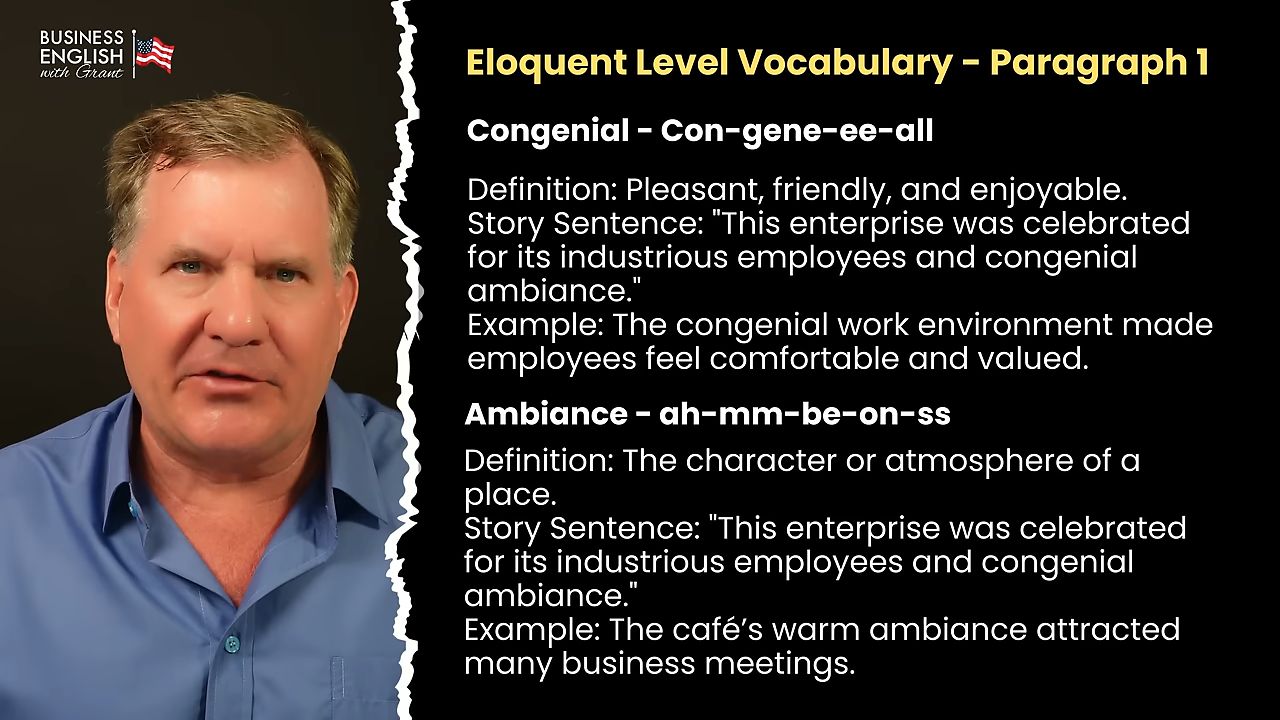 BUSINESS
ENGLISH
with Grant
Eloquent Level Vocabulary - Paragraph 1
Congenial - Con-gene-ee-all
Definition: Pleasant, friendly, and enjoyable.
Story Sentence: "This enterprise was celebrated
for its industrious employees and congenial
ambiance."
Example: The congenial work environment made
employees feel comfortable and valued.
Ambiance - ah-mm-be-on-ss
Definition: The character or atmosphere of a
place.
Story Sentence: "This enterprise was celebrated
for its industrious employees and congenial
ambiance."
Example: The café’s warm ambiance attracted
many business meetings.